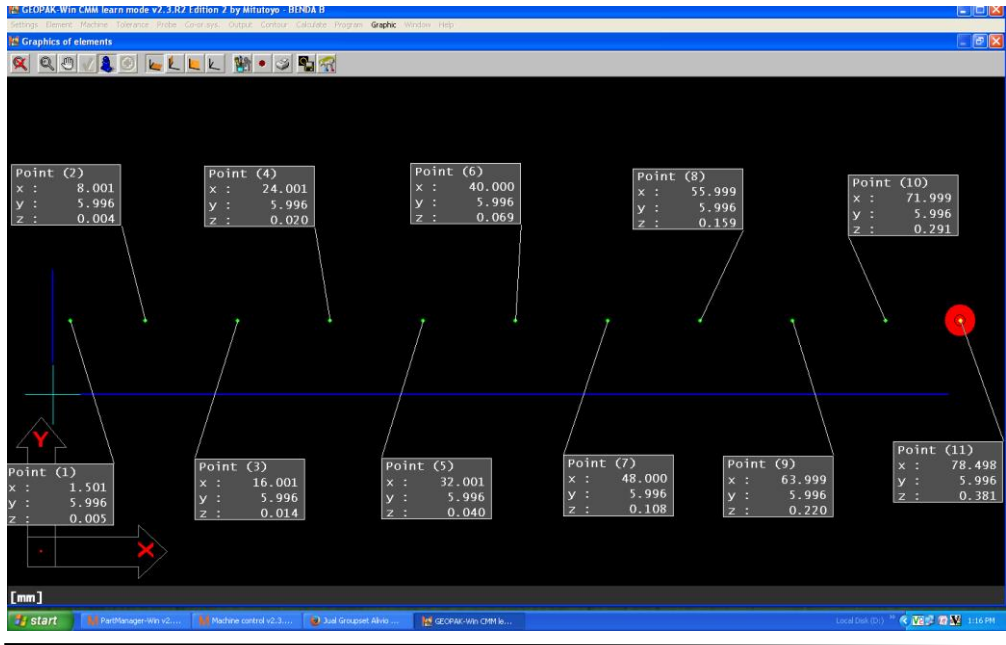 GEOPAK-Win CMM learn mode v2.3.R2 Edition 2 by Mitutoyo - BENDA B
Settings Element Machine Tolerance Probe Co-or.sys. Output Contour Calculate Program Graphic Window Help
Graphics of elements
Point (2)
x : 8.001
y : 5.996
z : 0.004
Point (4)
x : 24.001
y : 5.996
z : 0.020
Point (6)
x : 40.000
y : 5.996
z : 0.069
Point (8)
x : 55.999
y : 5.996
z : 0.159
Point (10)
x : 71.999
y : 5.996
z : 0.291
Y
Point (1)
x : 1.501
y : 5.996
z : 0.005
Point (3)
x : 16.001
y : 5.996
z : 0.014
Point (5)
x : 32.001
y : 5.996
z : 0.040
Point (7)
x : 48.000
y : 5.996
z : 0.108
Point (9)
x : 63.999
y : 5.996
z : 0.220
Point (11)
x : 78.498
y : 5.996
z : 0.381
X
[mm]
start
PartManager-Win v2....
Machine control v2.3....
Jual Groupset Alivio ....
GEOPAK-Win CMM le...
Local Disk (D:)
1:16 PM